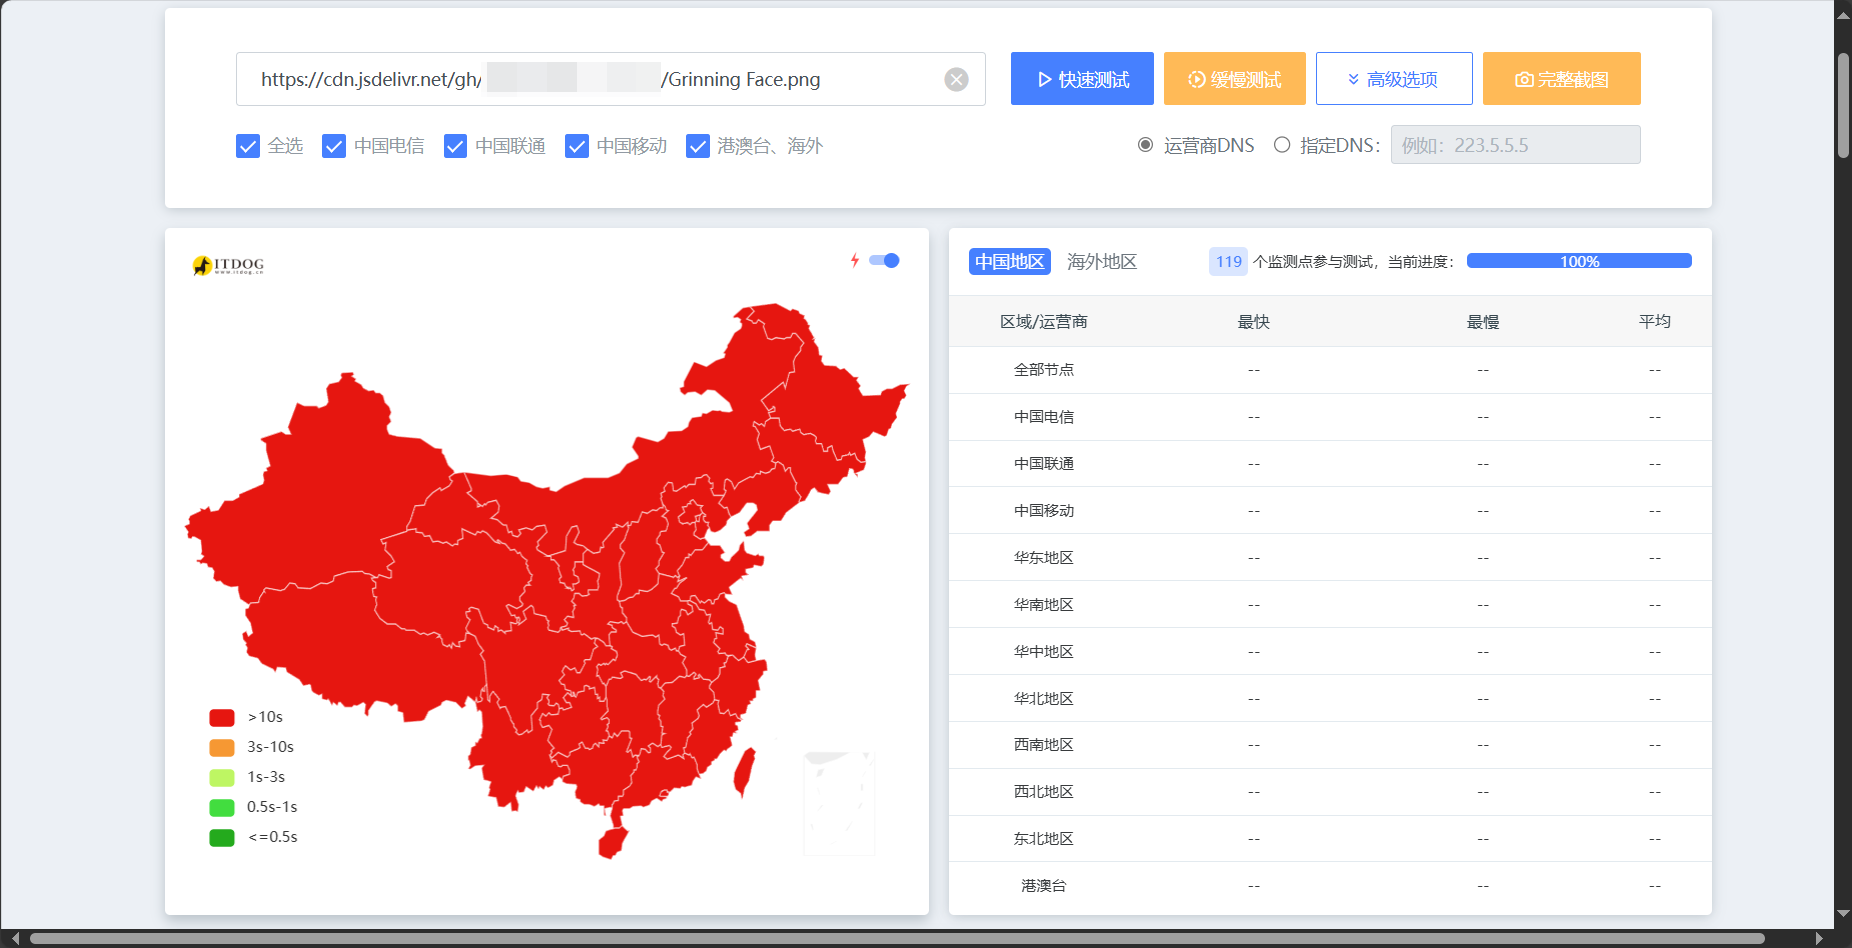 https://cdn.jsdelivr.net/gh/ /Grinning Face.png
快速测试
缓慢测试
高级选项
完整截图
全选 中国电信 中国联通 中国移动 港澳台、海外
运营商DNS 指定DNS： 例如：223.5.5.5
ITDOG
www.itdog.cn
>10s
3s-10s
1s-3s
0.5s-1s
<=0.5s
中国地区 海外地区 119 个监测点参与测试，当前进度： 100%
区域/运营商 最快 最慢 平均
全部节点 -- -- --
中国电信 -- -- --
中国联通 -- -- --
中国移动 -- -- --
华东地区 -- -- --
华南地区 -- -- --
华中地区 -- -- --
华北地区 -- -- --
西南地区 -- -- --
西北地区 -- -- --
东北地区 -- -- --
港澳台 -- -- --